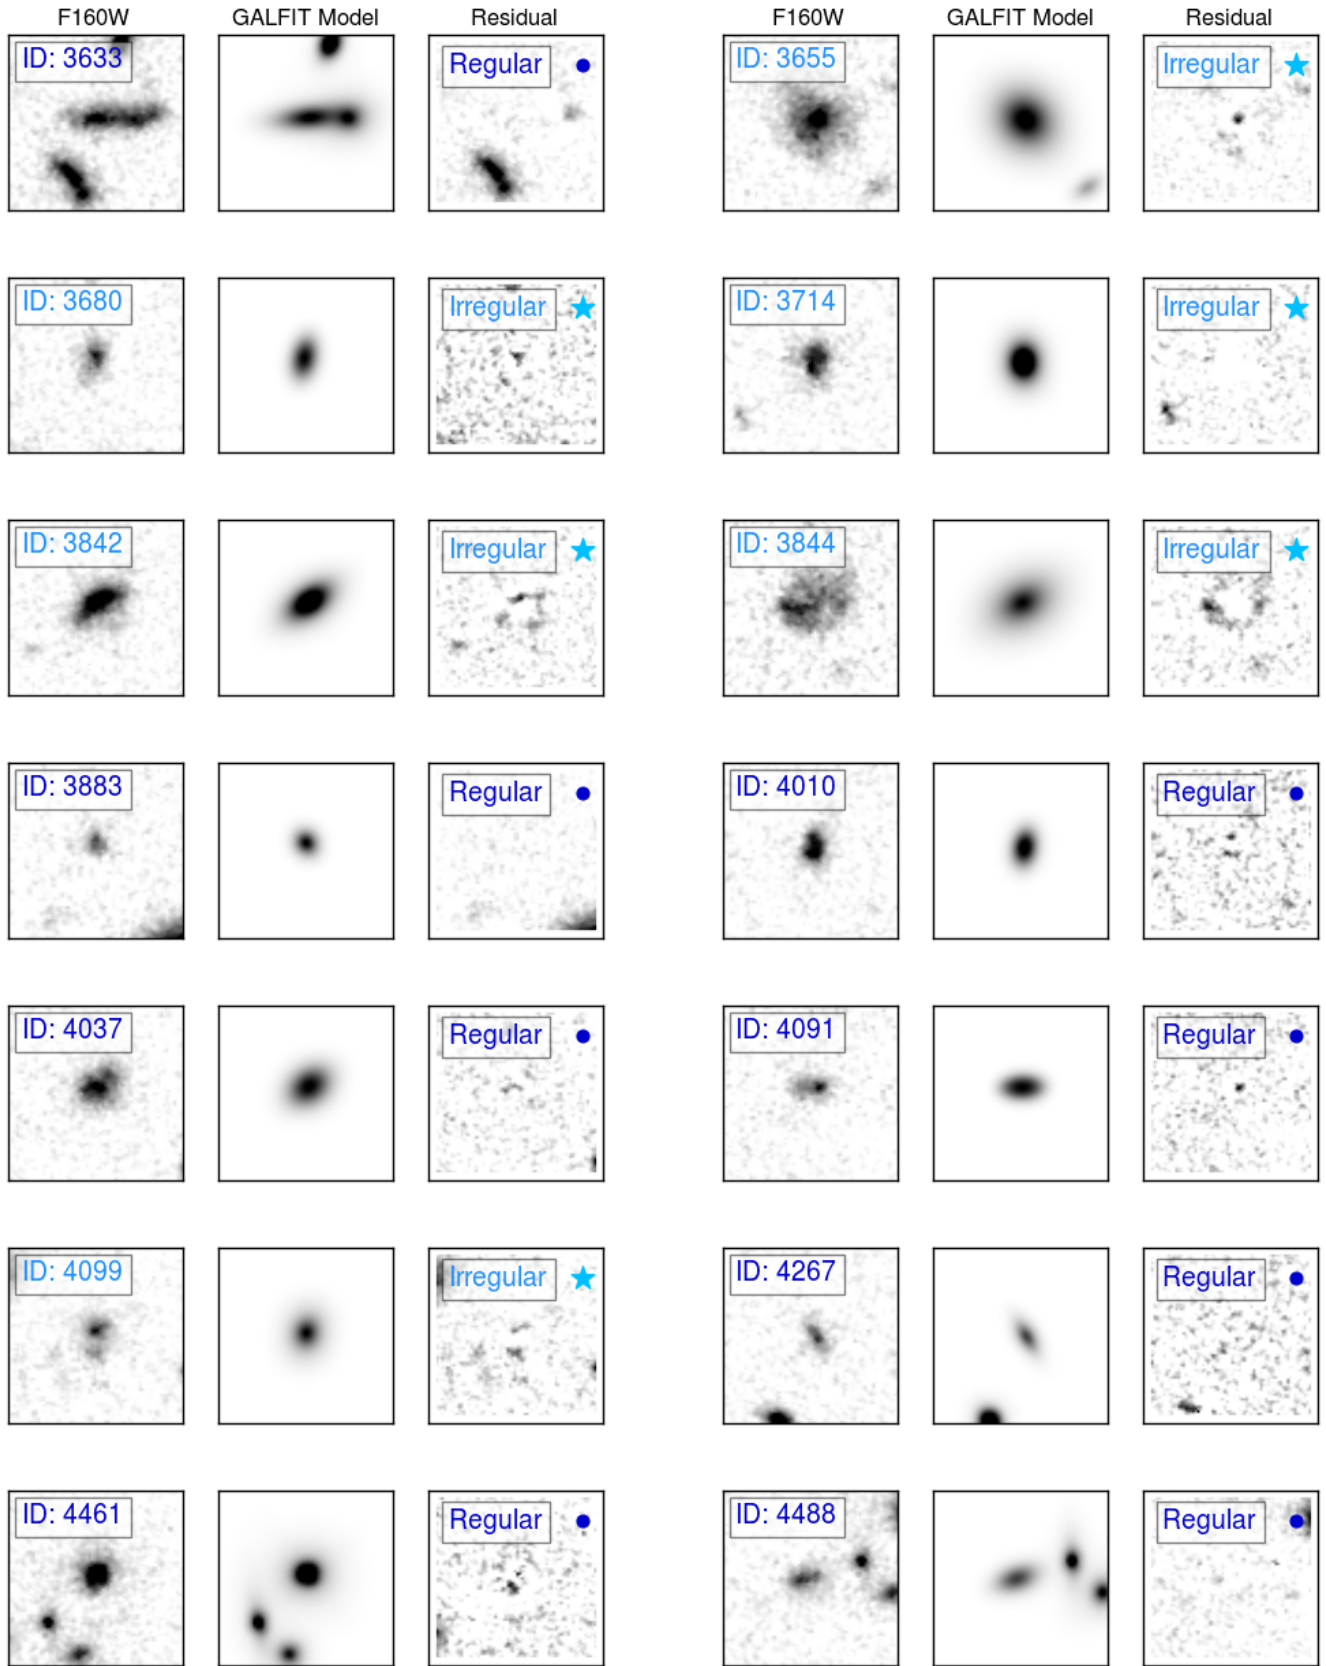 F160W GALFIT Model Residual F160W GALFIT Model Residual
ID: 3633 Regular ID: 3655 Irregular
ID: 3680 Irregular ID: 3714 Irregular
ID: 3842 Irregular ID: 3844 Irregular
ID: 3883 Regular ID: 4010 Regular
ID: 4037 Regular ID: 4091 Regular
ID: 4099 Irregular ID: 4267 Regular
ID: 4461 Regular ID: 4488 Regular